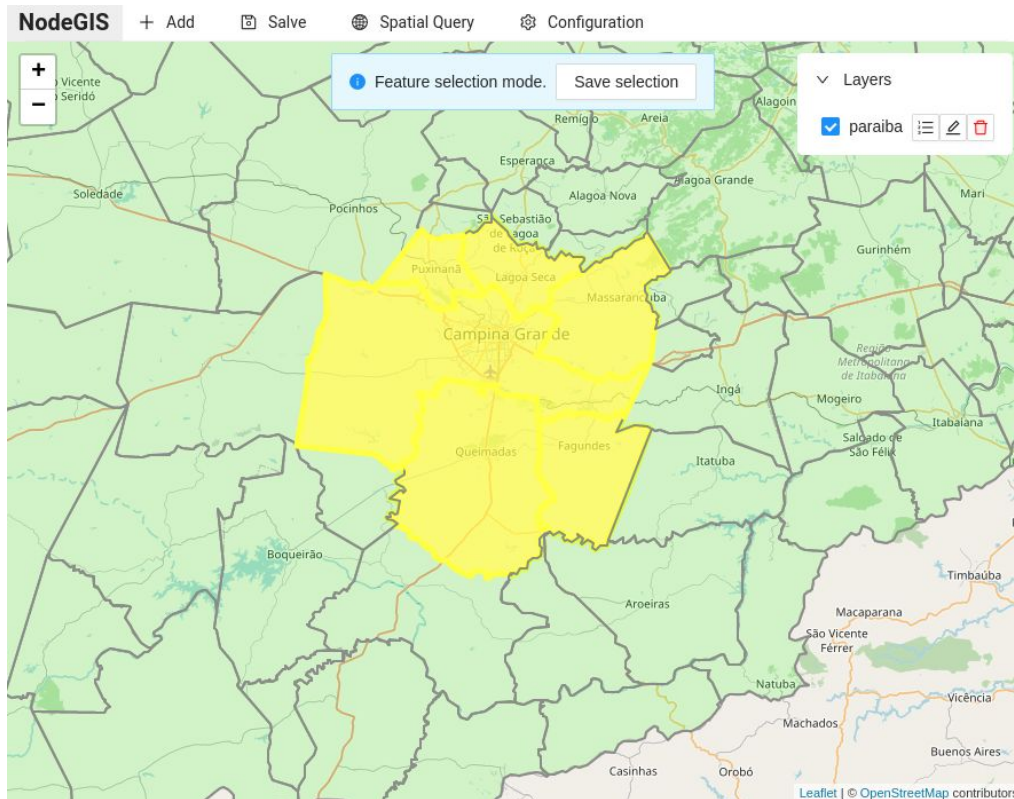 NodeGIS
Add
Salve
Spatial Query
Configuration
+
−
Feature selection mode.
Save selection
Layers
paraiba
Vicente
Seridó
Remígio
Areia
Alagoin
Esperança
Soledade
Alagoa Nova
Alagoa Grande
Mari
Pocinhos
São Sebastião
de Lagoa
de Roça
Gurinhém
Puxinanã
Lagoa Seca
Massaranduba
Campina Grande
Região
Metropolitana
de Itabaiana
Ingá
Mogeiro
Itabaiana
Salgado de
São Félix
Queimadas
Fagundes
Itatuba
Boqueirão
Timbaúba
Aroeiras
Macaparana
São Vicente
Férrer
Natuba
Vicência
Machados
Buenos Aires
Casinhas
Orobó
Leaflet | © OpenStreetMap contributors